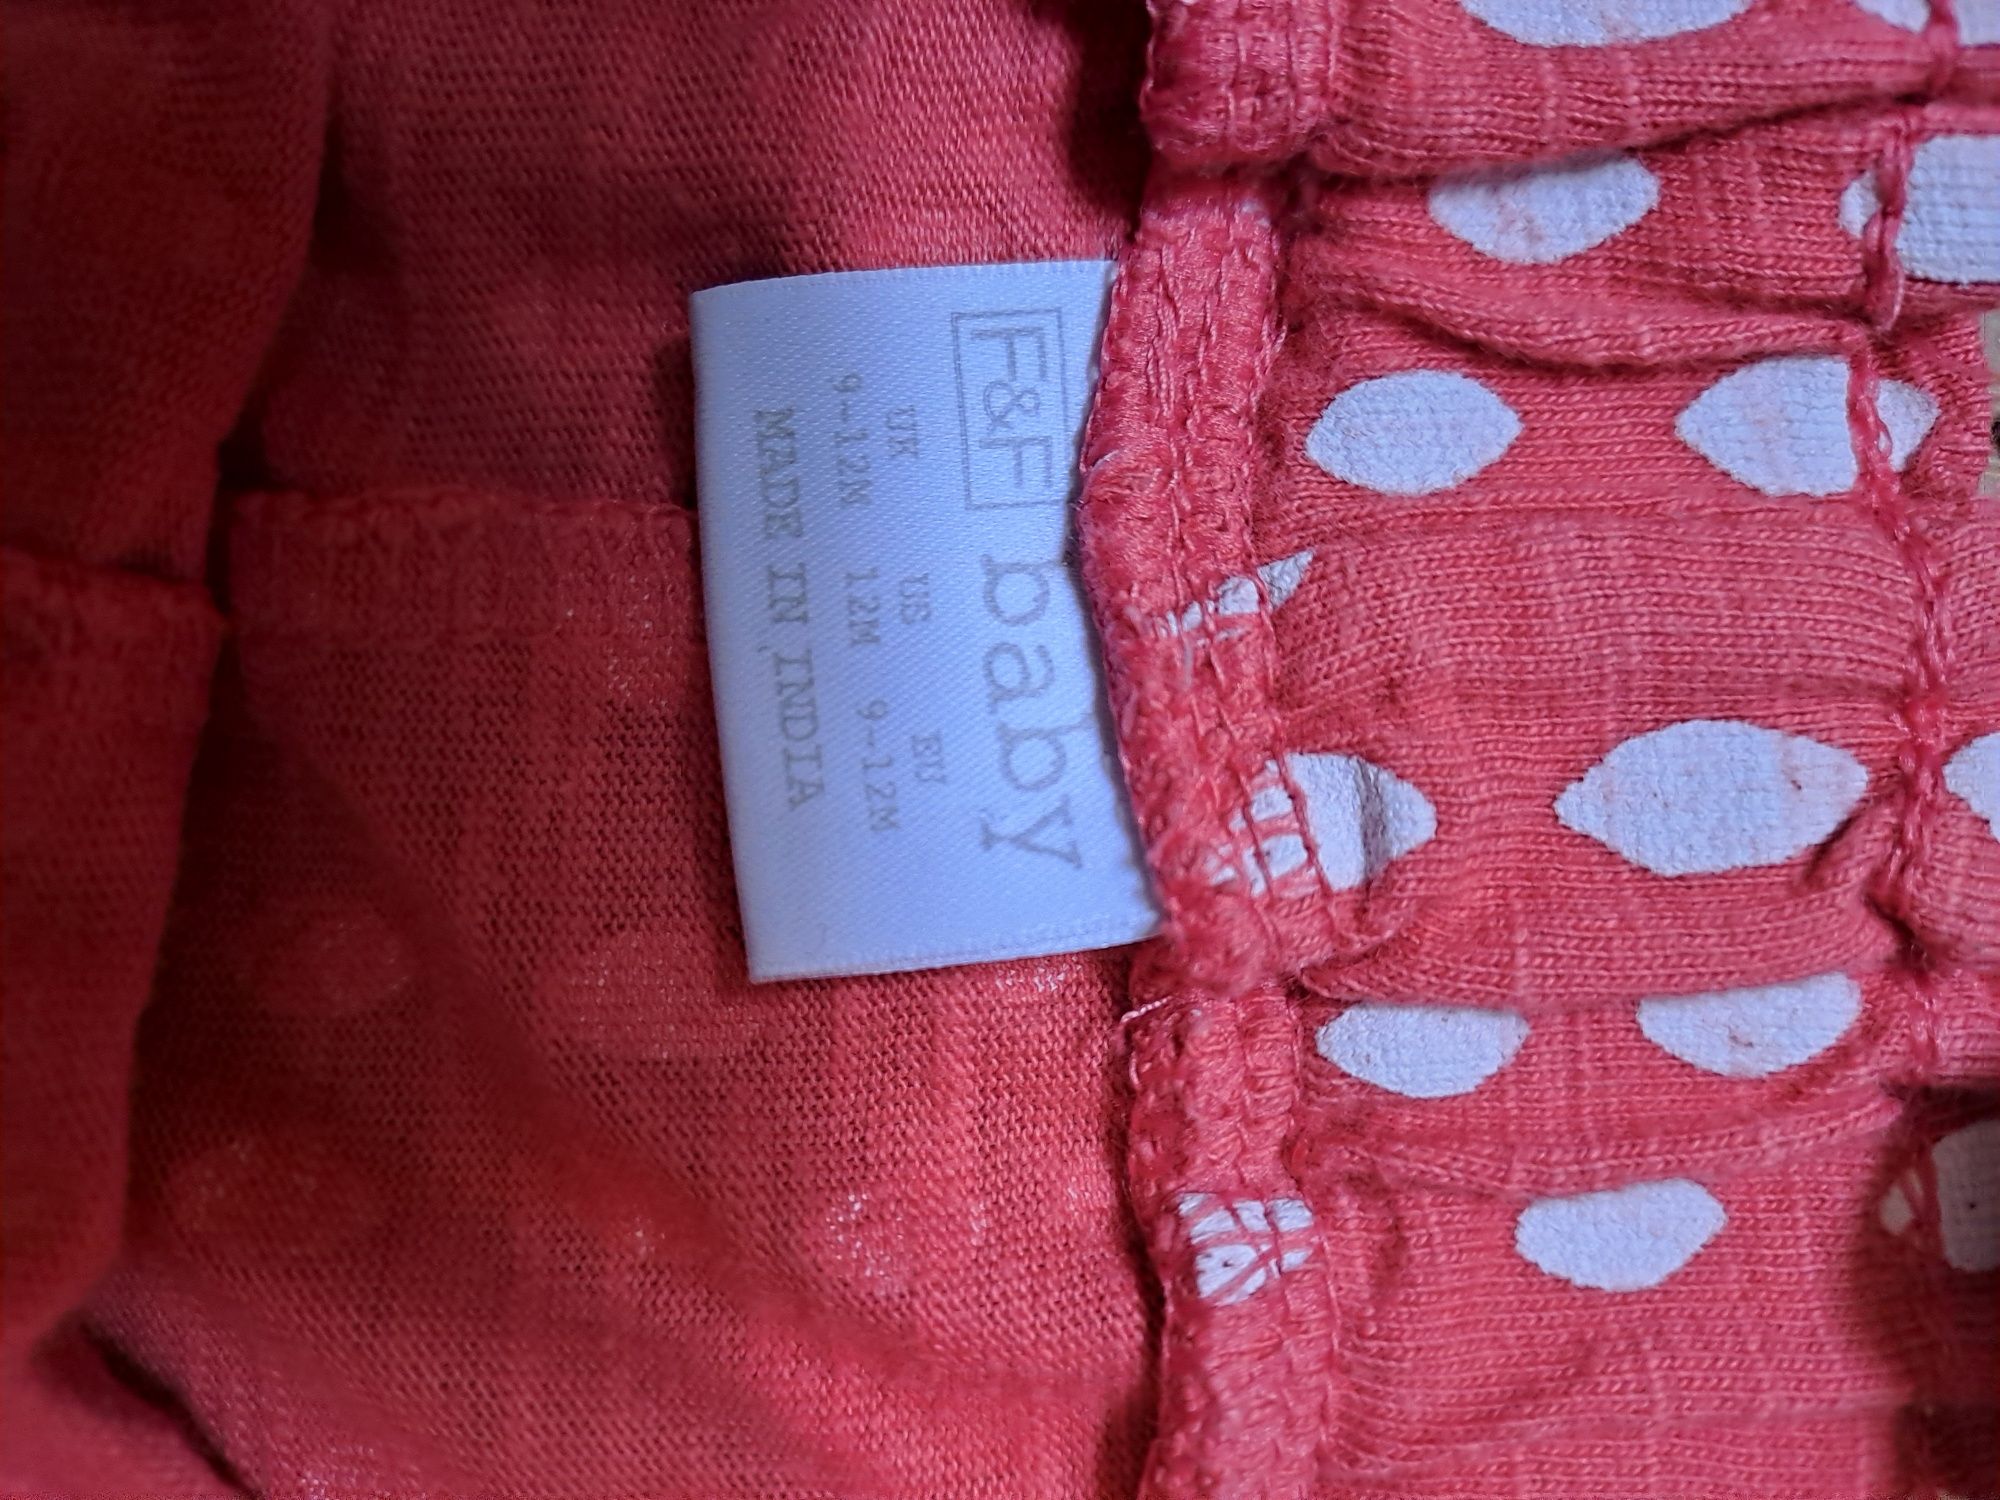 F&F baby
UK US EU
9-12M 12M 9-12M
MADE IN INDIA